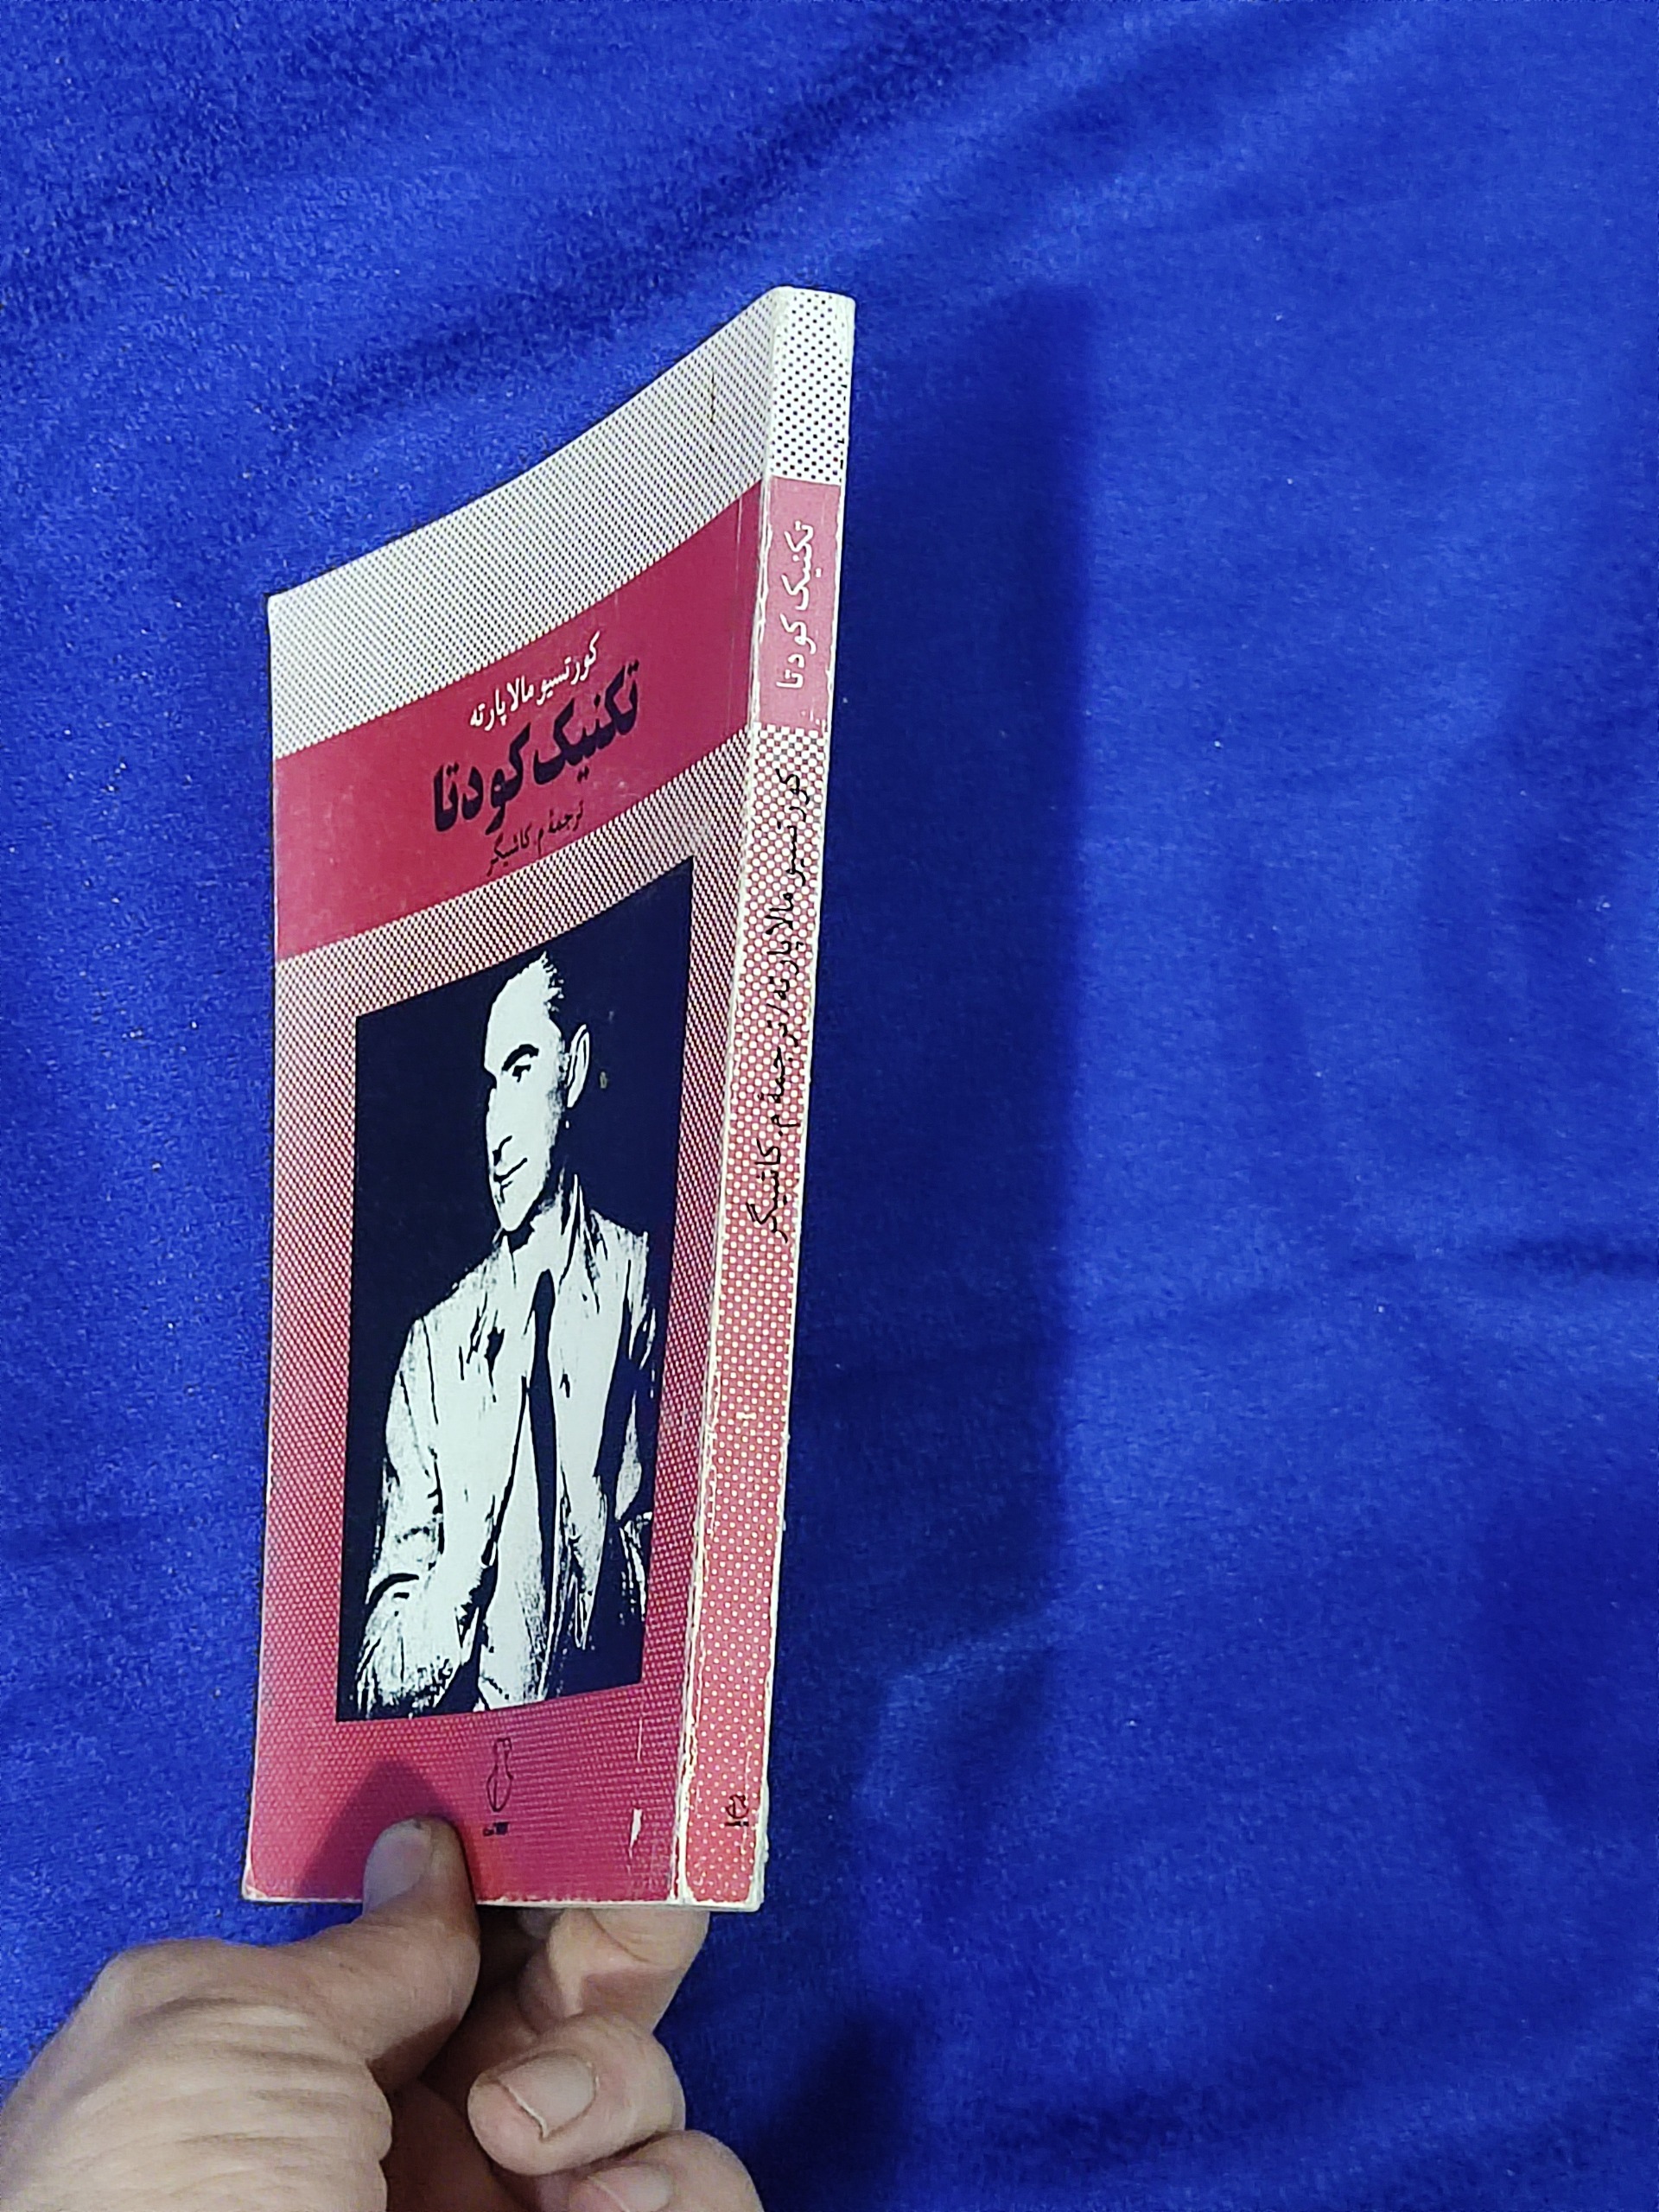 کورتسیو مالاپارته
تکنیک کودتا
ترجمهٔ م. کاشیگر
تکنیک کودتا
کورتسیو مالاپارته/ترجمهٔ م. کاشیگر